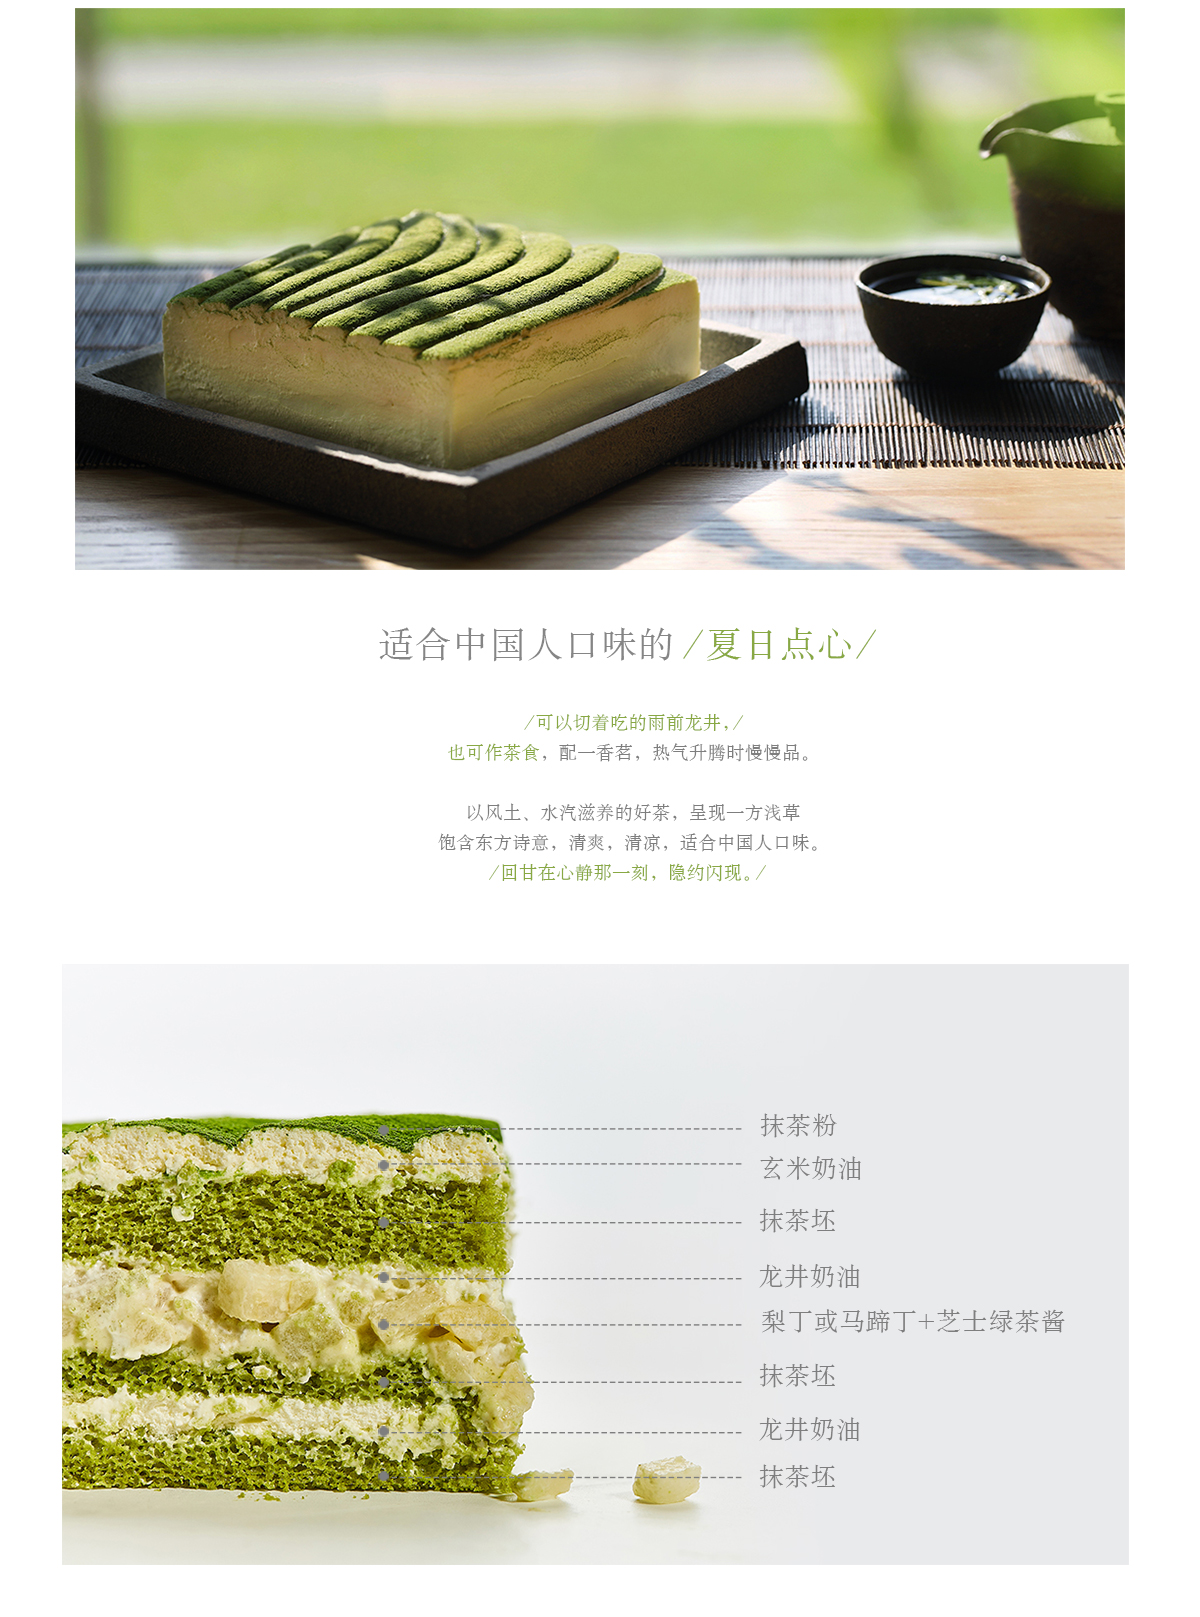 适合中国人口味的 /夏日点心/
/可以切着吃的雨前龙井，/
也可作茶食，配一香茗，热气升腾时慢慢品。
以风土、水汽滋养的好茶，呈现一方浅草
饱含东方诗意，清爽，清凉，适合中国人口味。
/回甘在心静那一刻，隐约闪现。/
抹茶粉
玄米奶油
抹茶坯
龙井奶油
梨丁或马蹄丁+芝士绿茶酱
抹茶坯
龙井奶油
抹茶坯